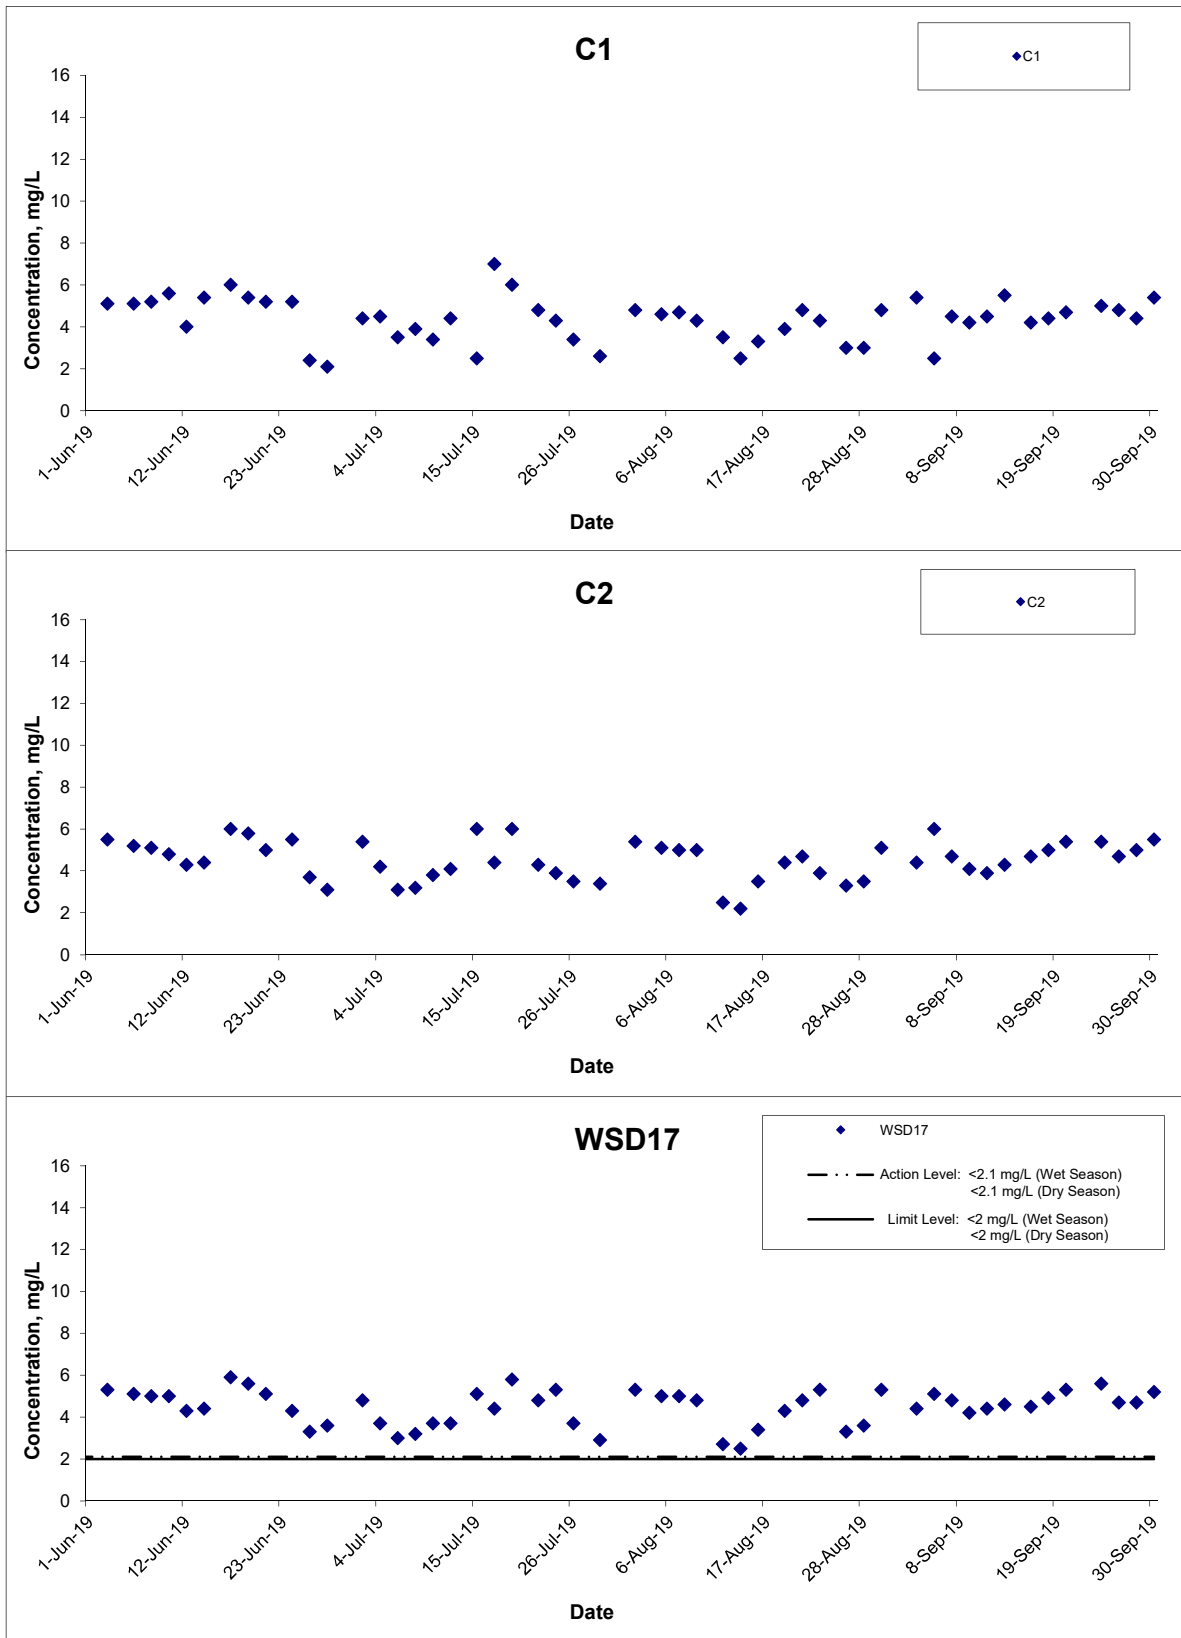 C1
C1
Concentration, mg/L
16
14
12
10
8
6
4
2
0
1-Jun-19
12-Jun-19
23-Jun-19
4-Jul-19
15-Jul-19
26-Jul-19
6-Aug-19
17-Aug-19
28-Aug-19
8-Sep-19
19-Sep-19
30-Sep-19
Date
C2
C2
Concentration, mg/L
16
14
12
10
8
6
4
2
0
1-Jun-19
12-Jun-19
23-Jun-19
4-Jul-19
15-Jul-19
26-Jul-19
6-Aug-19
17-Aug-19
28-Aug-19
8-Sep-19
19-Sep-19
30-Sep-19
Date
WSD17
WSD17
Action Level: <2.1 mg/L (Wet Season)
<2.1 mg/L (Dry Season)
Limit Level: <2 mg/L (Wet Season)
<2 mg/L (Dry Season)
Concentration, mg/L
16
14
12
10
8
6
4
2
0
1-Jun-19
12-Jun-19
23-Jun-19
4-Jul-19
15-Jul-19
26-Jul-19
6-Aug-19
17-Aug-19
28-Aug-19
8-Sep-19
19-Sep-19
30-Sep-19
Date